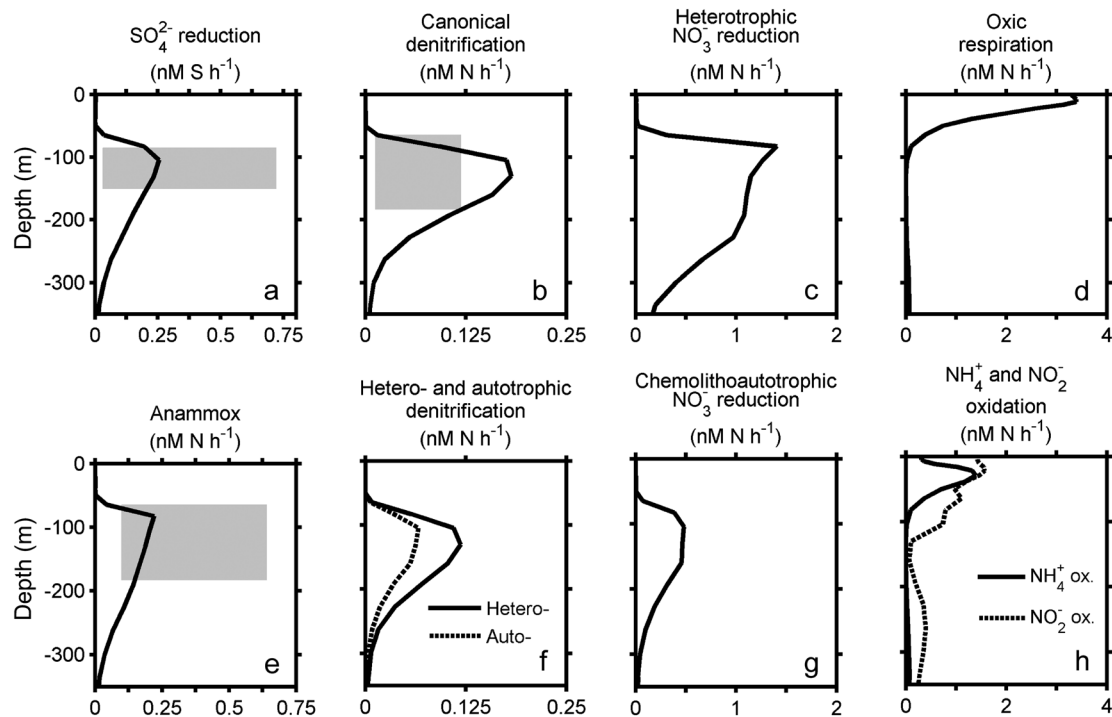 SO₄²⁻ reduction
(nM S h⁻¹)
Canonical
denitrification
(nM N h⁻¹)
Heterotrophic
NO₃⁻ reduction
(nM N h⁻¹)
Oxic
respiration
(nM N h⁻¹)
Depth (m)
0
-100
-200
-300
a
b
c
d
0 0.25 0.5 0.75
0 0.125 0.25
0 1 2
0 2 4
Anammox
(nM N h⁻¹)
Hetero- and autotrophic
denitrification
(nM N h⁻¹)
Chemolithoautotrophic
NO₃⁻ reduction
(nM N h⁻¹)
NH₄⁺ and NO₂⁻
oxidation
(nM N h⁻¹)
Depth (m)
0
-100
-200
-300
Hetero-
Auto-
NH₄⁺ ox.
NO₂⁻ ox.
e
f
g
h
0 0.25 0.5 0.75
0 0.125 0.25
0 1 2
0 2 4